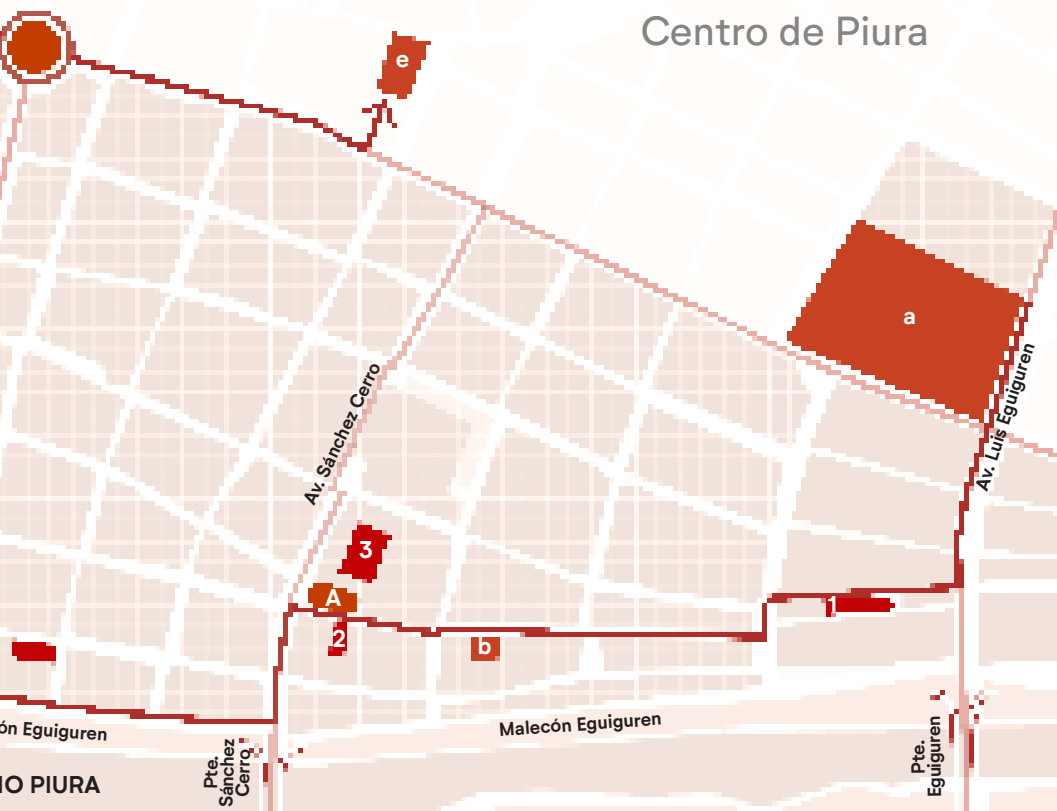 Centro de Piura
e
a
Av. Luis Eguiguren
Av. Sánchez Cerro
3
A
1
2
b
Malecón Eguiguren
ón Eguiguren
Pte.
Sánchez
Cerro
Pte.
Eguiguren
IO PIURA